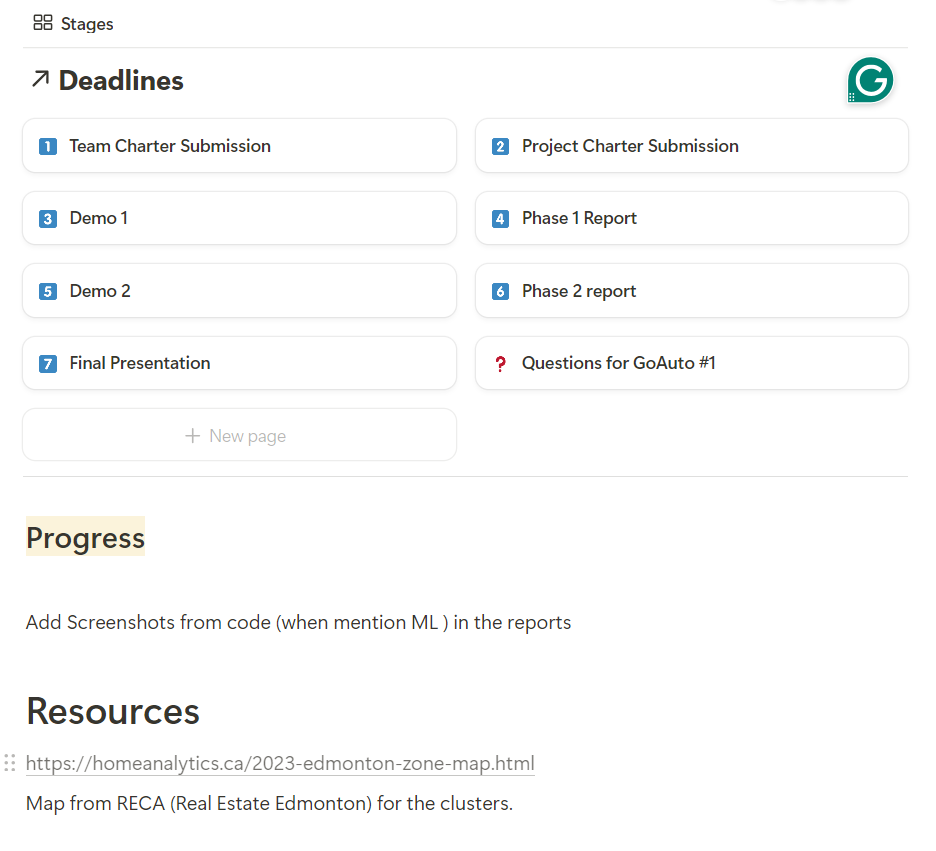 Stages
Deadlines
1 Team Charter Submission
2 Project Charter Submission
3 Demo 1
4 Phase 1 Report
5 Demo 2
6 Phase 2 report
7 Final Presentation
? Questions for GoAuto #1
+ New page
Progress
Add Screenshots from code (when mention ML ) in the reports
Resources
https://homeanalytics.ca/2023-edmonton-zone-map.html
Map from RECA (Real Estate Edmonton) for the clusters.